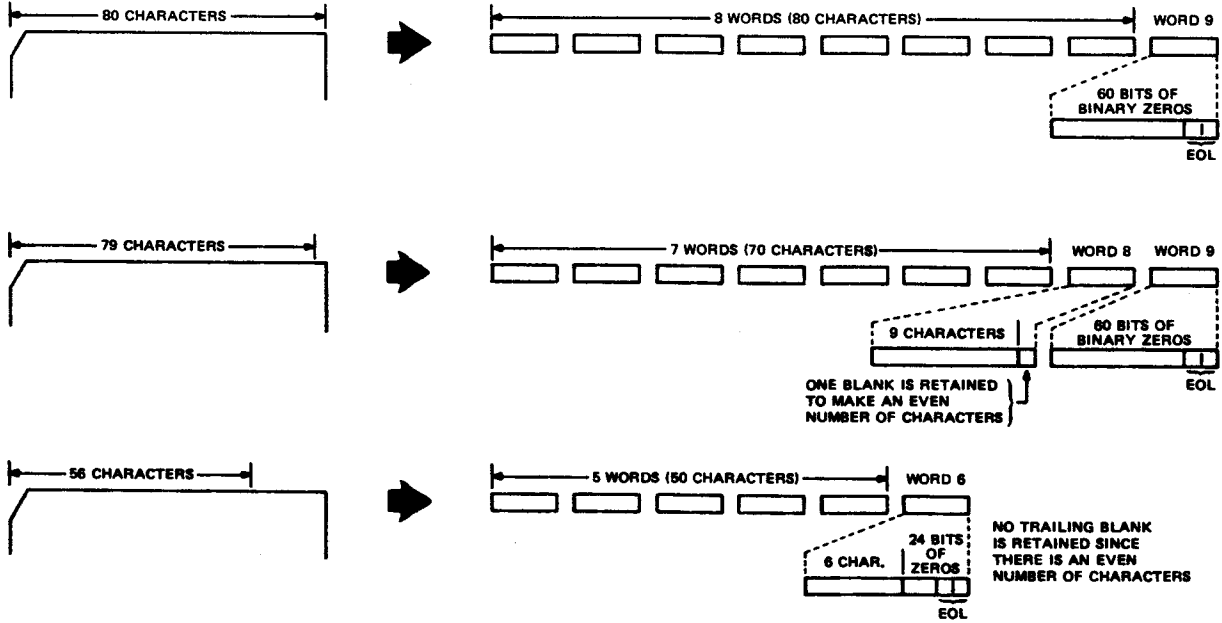 80 CHARACTERS
8 WORDS (80 CHARACTERS)
WORD 9
60 BITS OF
BINARY ZEROS
EOL
79 CHARACTERS
7 WORDS (70 CHARACTERS)
WORD 8
WORD 9
9 CHARACTERS
60 BITS OF
BINARY ZEROS
ONE BLANK IS RETAINED
TO MAKE AN EVEN
NUMBER OF CHARACTERS
EOL
56 CHARACTERS
5 WORDS (50 CHARACTERS)
WORD 6
6 CHAR.
24 BITS
OF
ZEROS
EOL
NO TRAILING BLANK
IS RETAINED SINCE
THERE IS AN EVEN
NUMBER OF CHARACTERS